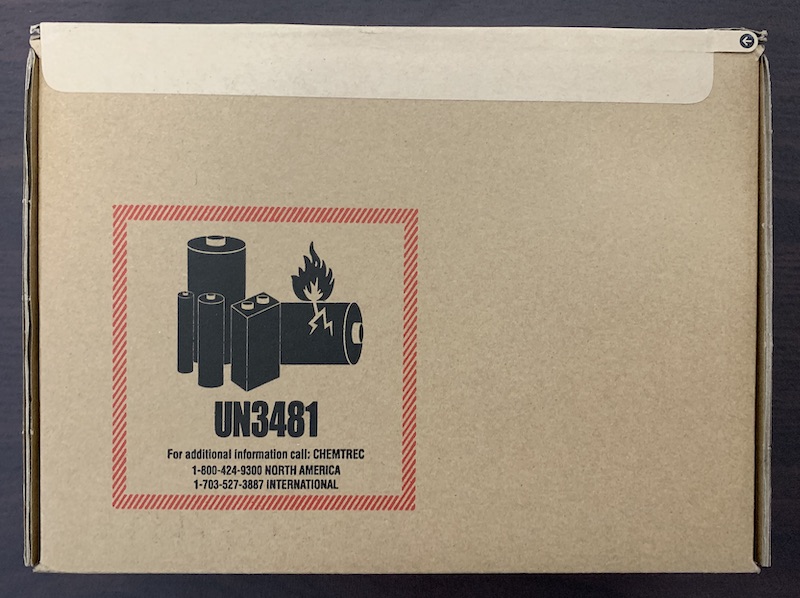 UN3481
For additional information call: CHEMTREC
1-800-424-9300 NORTH AMERICA
1-703-527-3887 INTERNATIONAL